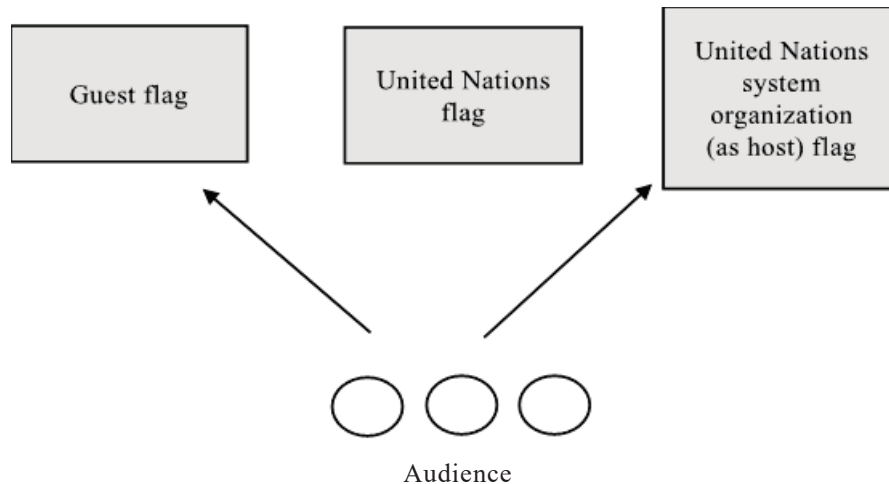 Guest flag
United Nations
flag
United Nations
system
organization
(as host) flag
Audience